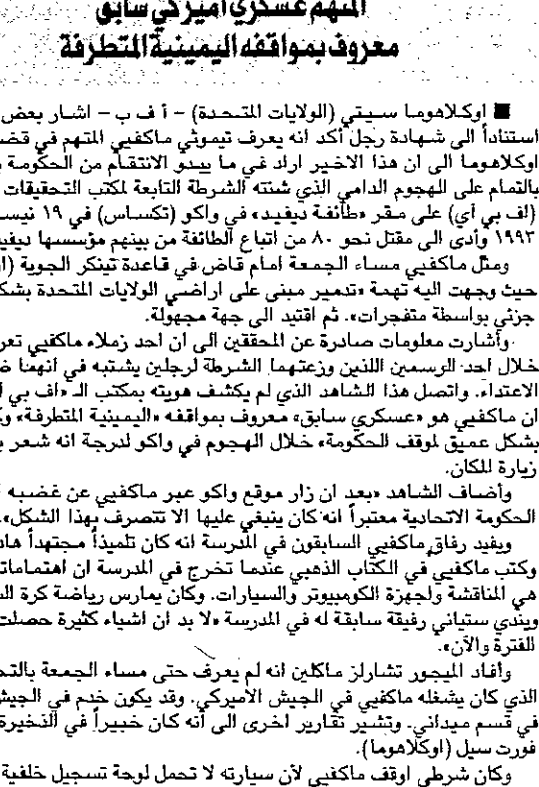 المتهم عسكري اميركي سابق
معروف بمواقفه اليمينية المتطرفة
■ اوكلاهوما سيتي (الولايات المتحدة) – أ ف ب – اشار بعض
استناداً الى شهادة رجل أكد انه يعرف تيموثي ماكفيي المتهم في قضـ
اوكلاهوما الى ان هذا الاخير اراد في ما يبدو الانتقام من الحكومة
بالتمام على الهجوم الدامي الذي شنته الشرطة التابعة لمكتب التحقيقات
(اف بي آي) على مقر «طائفة ديفيد» في واكو (تكساس) في ١٩ نيسـ
١٩٩٣ وأدى الى مقتل نحو ٨٠ من اتباع الطائفة من بينهم مؤسسها ديفيـ
ومثل ماكفيي مساء الجمعة امام قاض في قاعدة تينكر الجوية (ا
حيث وجهت اليه تهمة «تدمير مبنى على اراضي الولايات المتحدة بشكـ
جزئي بواسطة متفجرات». ثم اقتيد الى جهة مجهولة.
وأشارت معلومات صادرة عن المحققين الى ان احد زملاء ماكفيي تعر
خلال احد الرسمين اللذين وزعتهما الشرطة لرجلين يشتبه في انهما ضـ
الاعتداء. واتصل هذا الشاهد الذي لم يكشف هويته بمكتب الـ «اف بي آ
ان ماكفيي هو «عسكري سابق» معروف بمواقفه «اليمينية المتطرفة» وكـ
بشكل عميق لموقف الحكومة» خلال الهجوم في واكو لدرجة انه شعر بـ
زيارة المكان.
وأضاف الشاهد «بعد ان زار موقع واكو عبر ماكفيي عن غضبه
الحكومة الاتحادية معتبراً انه كان ينبغي عليها الا تتصرف بهذا الشكل».
ويفيد رفاق ماكفيي السابقون في المدرسة انه كان تلميذاً مجتهداً هاد
وكتب ماكفيي في الكتاب الذهبي عندما تخرج في المدرسة ان اهتماماتـ
هي المناقشة وأجهزة الكومبيوتر والسيارات. وكان يمارس رياضة كرة الـ
ويندي ستياني رفيقة سابقة له في المدرسة «لا بد ان اشياء كثيرة حصلت
الفترة والآن».
وأفاد الميجور تشارلز ماكلين انه لم يعرف حتى مساء الجمعة بالتحـ
الذي كان يشغله ماكفيي في الجيش الاميركي. وقد يكون خدم في الجيش
في قسم ميداني. وتشير تقارير اخرى الى أنه كان خبيراً في الذخيرة
فورت سيل (اوكلاهوما).
وكان شرطي اوقف ماكفيي لأن سيارته لا تحمل لوحة تسجيل خلفية